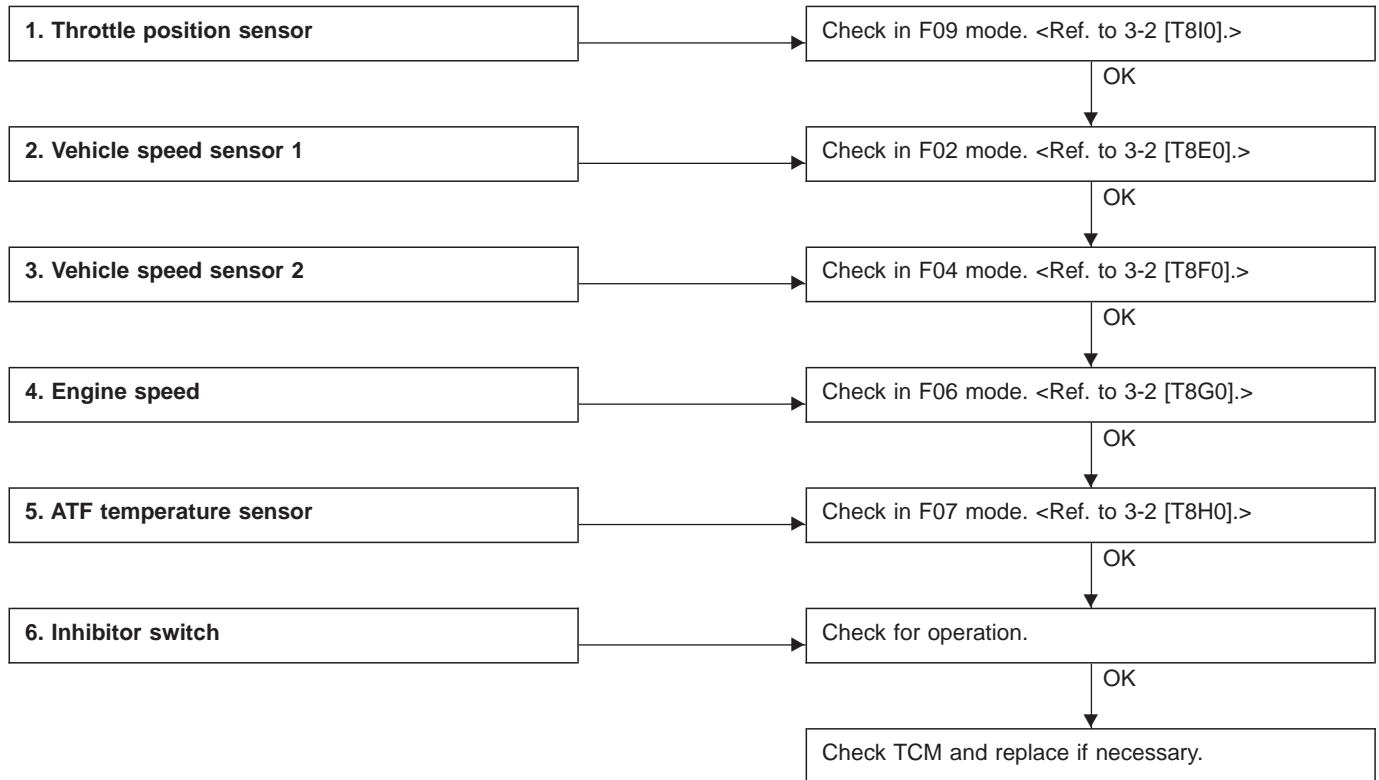 1. Throttle position sensor
Check in F09 mode. <Ref. to 3-2 [T8I0].>
OK
2. Vehicle speed sensor 1
Check in F02 mode. <Ref. to 3-2 [T8E0].>
OK
3. Vehicle speed sensor 2
Check in F04 mode. <Ref. to 3-2 [T8F0].>
OK
4. Engine speed
Check in F06 mode. <Ref. to 3-2 [T8G0].>
OK
5. ATF temperature sensor
Check in F07 mode. <Ref. to 3-2 [T8H0].>
OK
6. Inhibitor switch
Check for operation.
OK
Check TCM and replace if necessary.